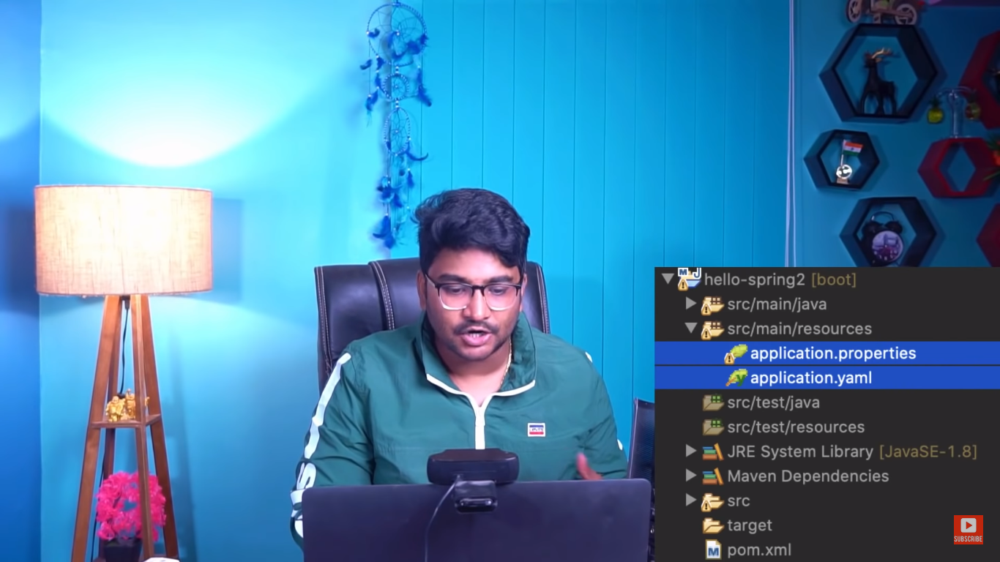 hello-spring2 [boot]
src/main/java
src/main/resources
application.properties
application.yaml
src/test/java
src/test/resources
JRE System Library [JavaSE-1.8]
Maven Dependencies
src
target
pom.xml
SUBSCRIBE